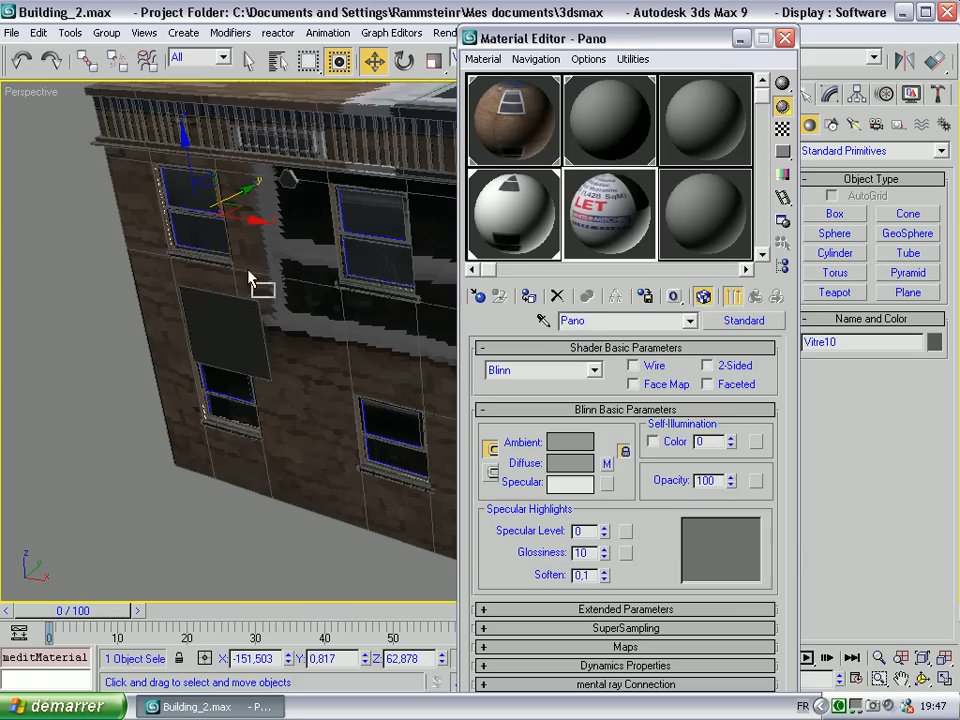 Building_2.max - Project Folder: C:\Documents and Settings\Rammsteinr\Mes documents\3dsmax - Autodesk 3ds Max 9 - Display : Software
File Edit Tools Group Views Create Modifiers reactor Animation Graph Editors Rend
Material Editor - Pano
Material Navigation Options Utilities
All
Perspective
Standard Primitives
Object Type
AutoGrid
Box Cone
Sphere GeoSphere
Cylinder Tube
Torus Pyramid
Teapot Plane
Name and Color
Vitre10
(428 SqM)
LET
Pano Standard
- Shader Basic Parameters
Blinn Wire 2-Sided
Face Map Faceted
- Blinn Basic Parameters
Self-Illumination
Ambient: Color 0
Diffuse: M
Specular: Opacity: 100
Specular Highlights
Specular Level: 0
Glossiness: 10
Soften: 0,1
+ Extended Parameters
+ SuperSampling
+ Maps
+ Dynamics Properties
+ mental ray Connection
z
y
x
x
y
< 0 / 100 >
0 10 20 30 40 50
meditMaterial 1 Object Sele X: -151,503 Y: 0,817 Z: 62,878
Click and drag to select and move objects
démarrer Building_2.max - P... FR 19:47